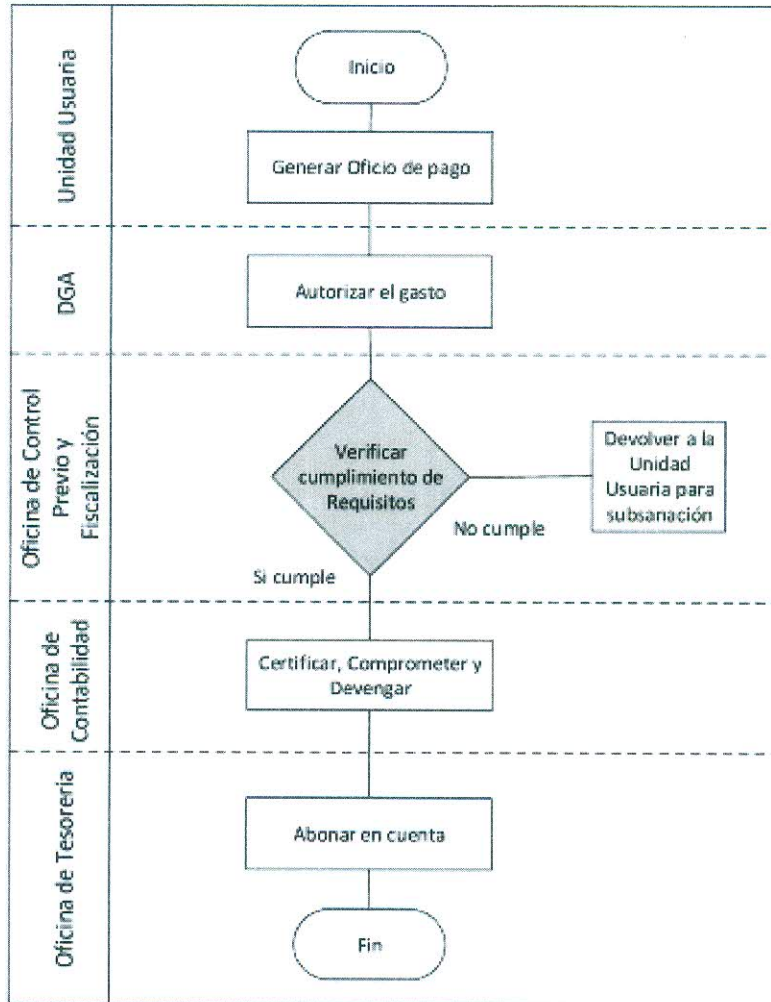 Unidad Usuaria
Inicio
Generar Oficio de pago
DGA
Autorizar el gasto
Oficina de Control
Previo y
Fiscalización
Verificar
cumplimiento de
Requisitos
No cumple
Devolver a la
Unidad
Usuaria para
subsanación
Si cumple
Oficina de
Contabilidad
Certificar, Comprometer y
Devengar
Oficina de Tesorería
Abonar en cuenta
Fin